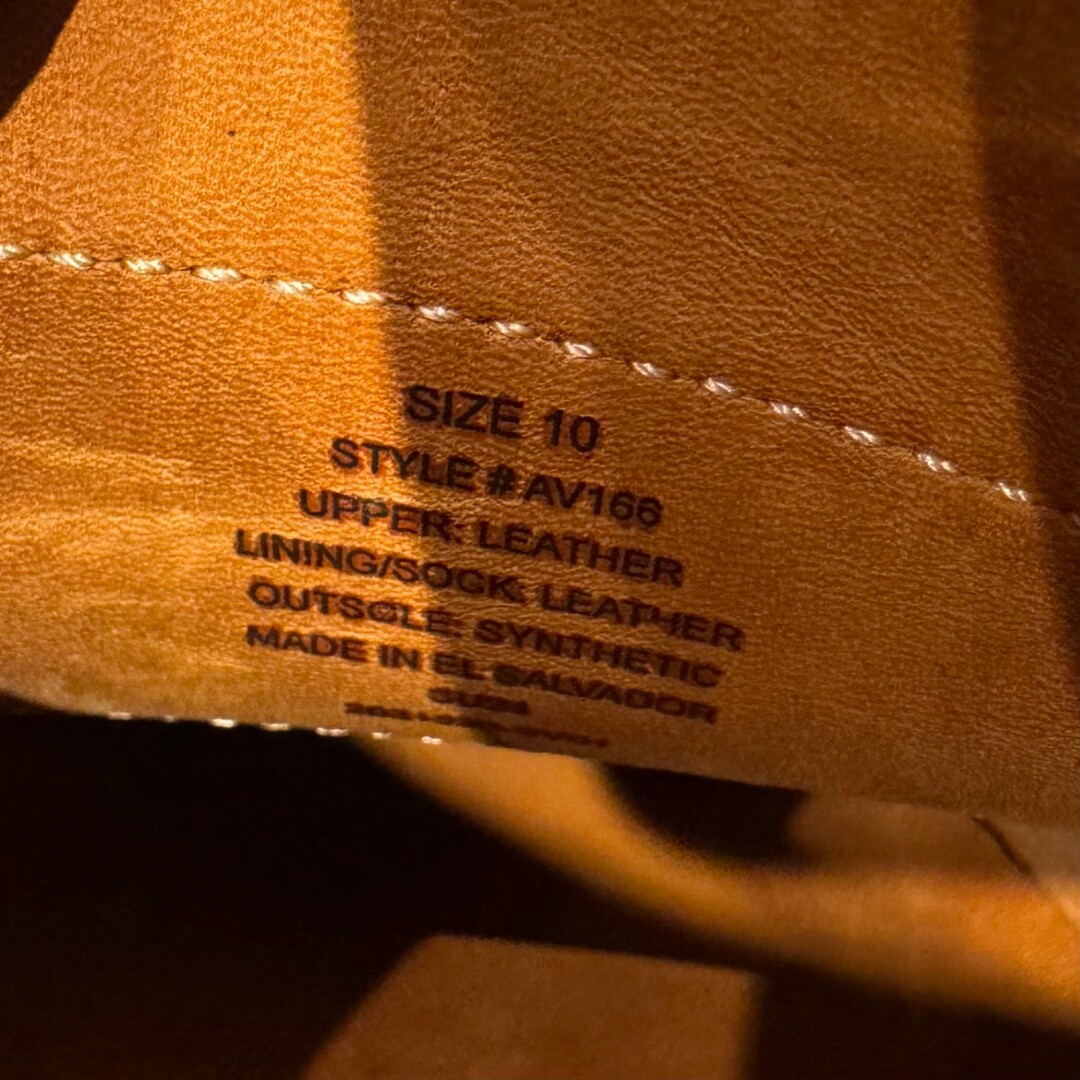 SIZE 10
STYLE # AV166
UPPER: LEATHER
LINING/SOCK: LEATHER
OUTSOLE: SYNTHETIC
MADE IN EL SALVADOR